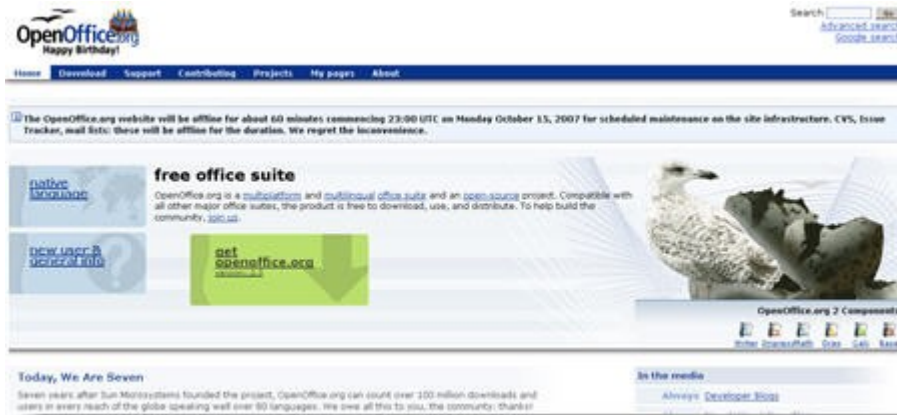 OpenOffice.org
Happy Birthday!
Search
Go
Advanced search
Google search
Home Download Support Contributing Projects My pages About
The OpenOffice.org website will be offline for about 60 minutes commencing 23:00 UTC on Monday October 15, 2007 for scheduled maintenance on the site infrastructure. CVS, Issue
Tracker, mail lists: these will be offline for the duration. We regret the inconvenience.
native
language
free office suite
OpenOffice.org is a multiplatform and multilingual office suite and an open-source project. Compatible with
all other major office suites, the product is free to download, use, and distribute. To help build the
community, join us.
new user &
general info
get
openoffice.org
OpenOffice.org 2 Components
Writer Impress Math Draw Calc Base
Today, We Are Seven
Seven years after Sun Microsystems founded the project, OpenOffice.org can count over 100 million downloads and
users in every reach of the globe speaking well over 80 languages. We owe all this to you, the community: thanks!
In the media
Always Developer Blogs